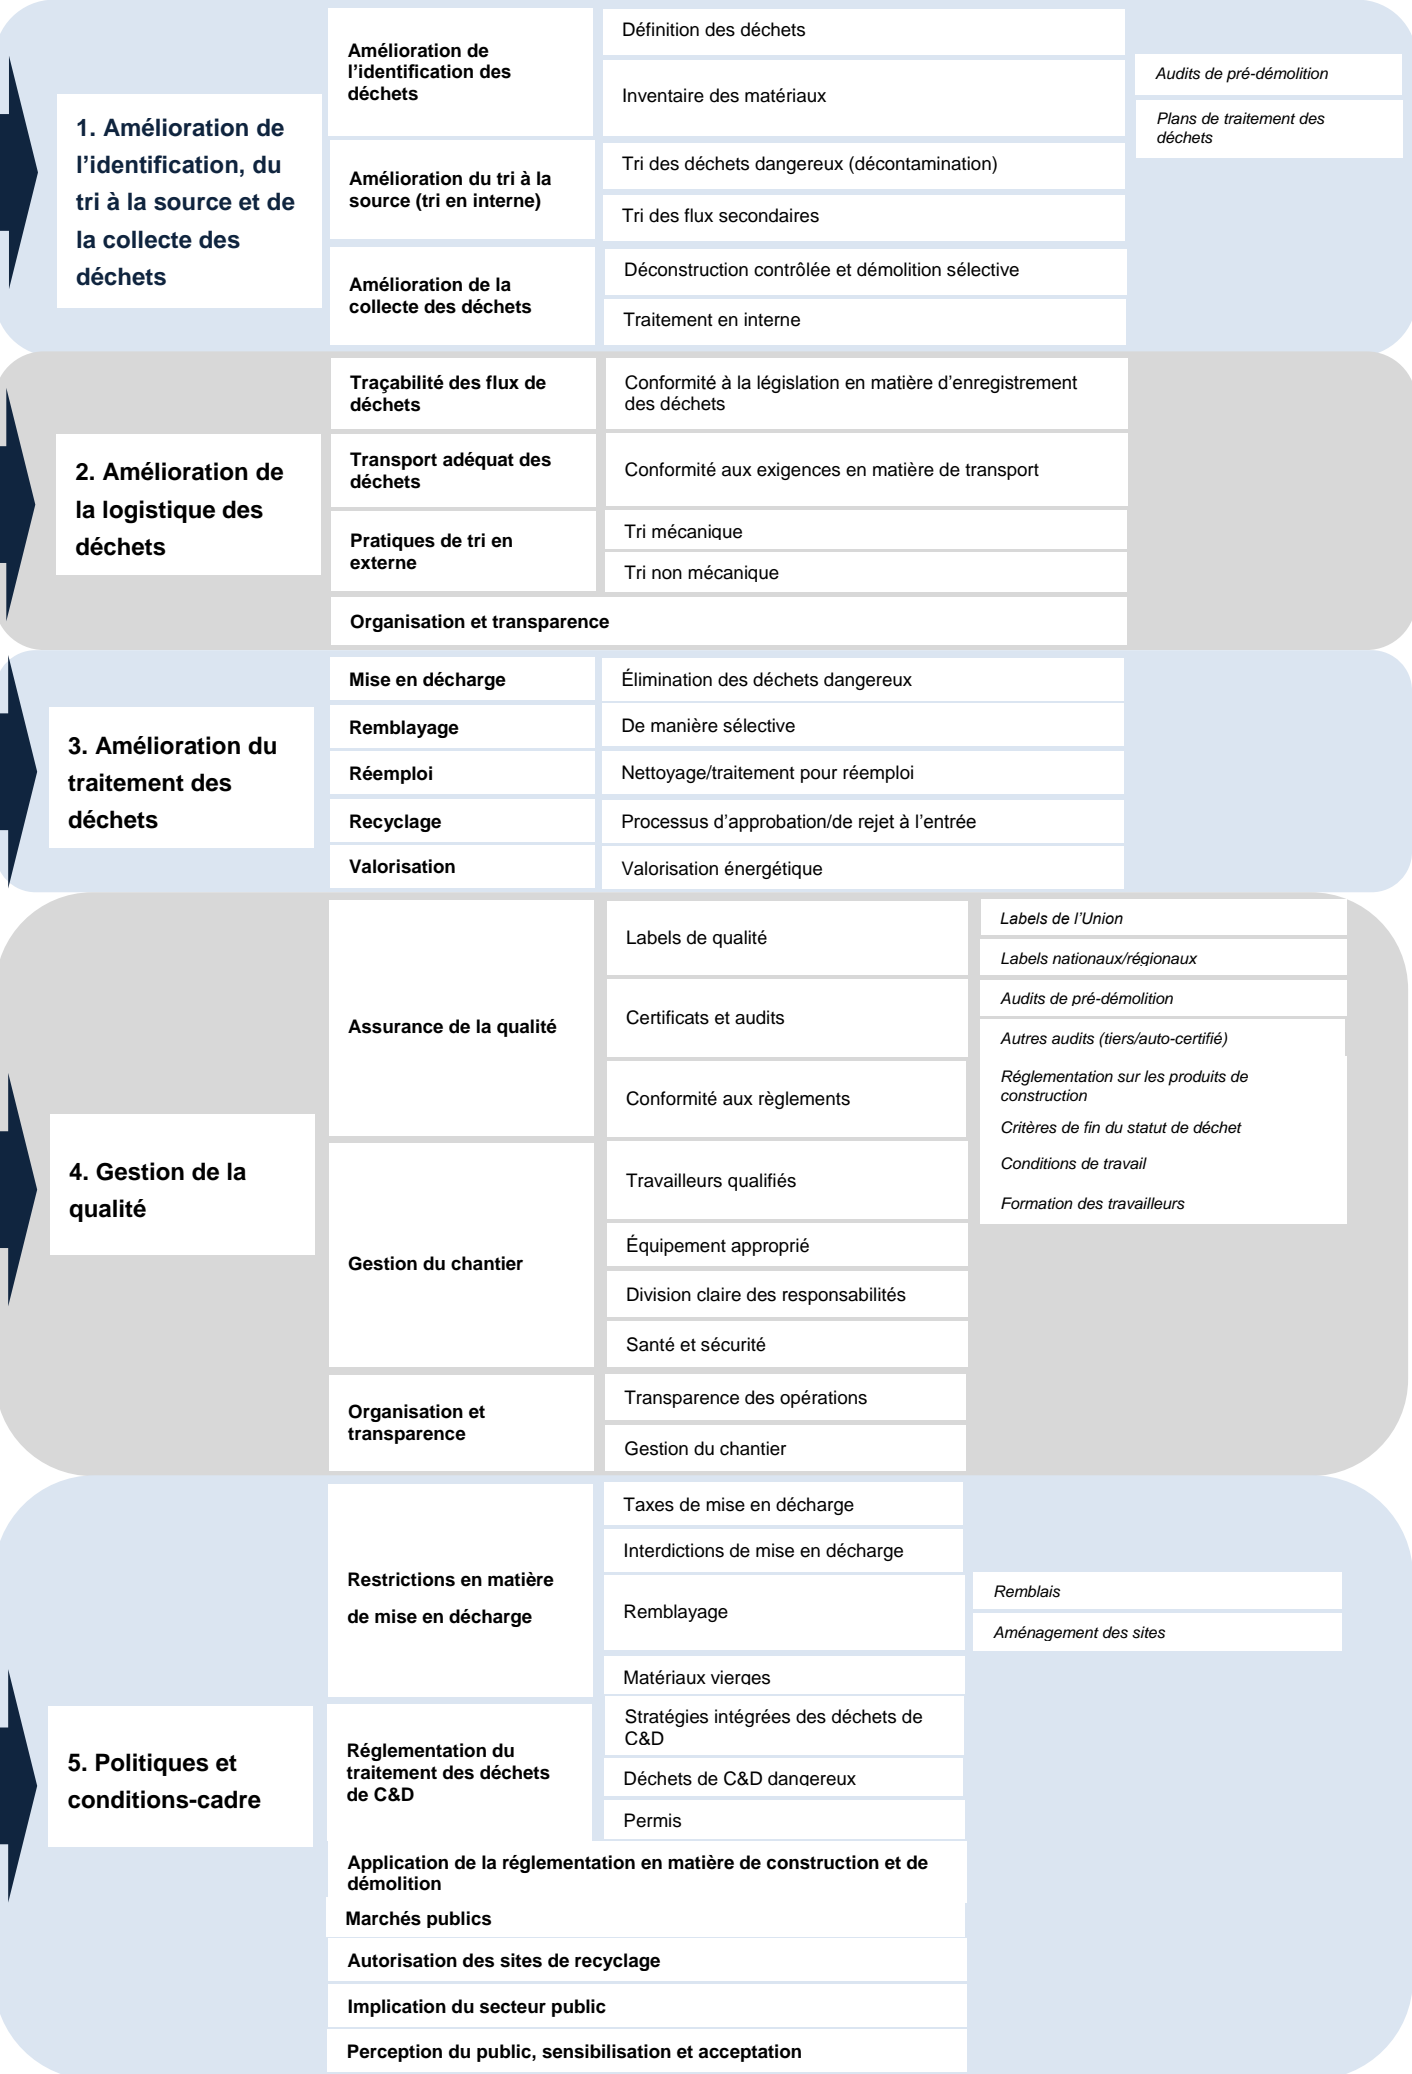 1. Amélioration de
l’identification, du
tri à la source et de
la collecte des
déchets
Amélioration de
l’identification des
déchets
Définition des déchets
Inventaire des matériaux
Audits de pré-démolition
Plans de traitement des
déchets
Amélioration du tri à la
source (tri en interne)
Tri des déchets dangereux (décontamination)
Tri des flux secondaires
Amélioration de la
collecte des déchets
Déconstruction contrôlée et démolition sélective
Traitement en interne
2. Amélioration de
la logistique des
déchets
Traçabilité des flux de
déchets
Conformité à la législation en matière d’enregistrement
des déchets
Transport adéquat des
déchets
Conformité aux exigences en matière de transport
Pratiques de tri en
externe
Tri mécanique
Tri non mécanique
Organisation et transparence
3. Amélioration du
traitement des
déchets
Mise en décharge
Élimination des déchets dangereux
Remblayage
De manière sélective
Réemploi
Nettoyage/traitement pour réemploi
Recyclage
Processus d’approbation/de rejet à l’entrée
Valorisation
Valorisation énergétique
4. Gestion de la
qualité
Assurance de la qualité
Labels de qualité
Labels de l’Union
Labels nationaux/régionaux
Certificats et audits
Audits de pré-démolition
Autres audits (tiers/auto-certifié)
Conformité aux règlements
Réglementation sur les produits de
construction
Critères de fin du statut de déchet
Gestion du chantier
Travailleurs qualifiés
Conditions de travail
Formation des travailleurs
Équipement approprié
Division claire des responsabilités
Santé et sécurité
Organisation et
transparence
Transparence des opérations
Gestion du chantier
5. Politiques et
conditions-cadre
Restrictions en matière
de mise en décharge
Taxes de mise en décharge
Interdictions de mise en décharge
Remblayage
Remblais
Aménagement des sites
Matériaux vierges
Réglementation du
traitement des déchets
de C&D
Stratégies intégrées des déchets de
C&D
Déchets de C&D dangereux
Permis
Application de la réglementation en matière de construction et de
démolition
Marchés publics
Autorisation des sites de recyclage
Implication du secteur public
Perception du public, sensibilisation et acceptation